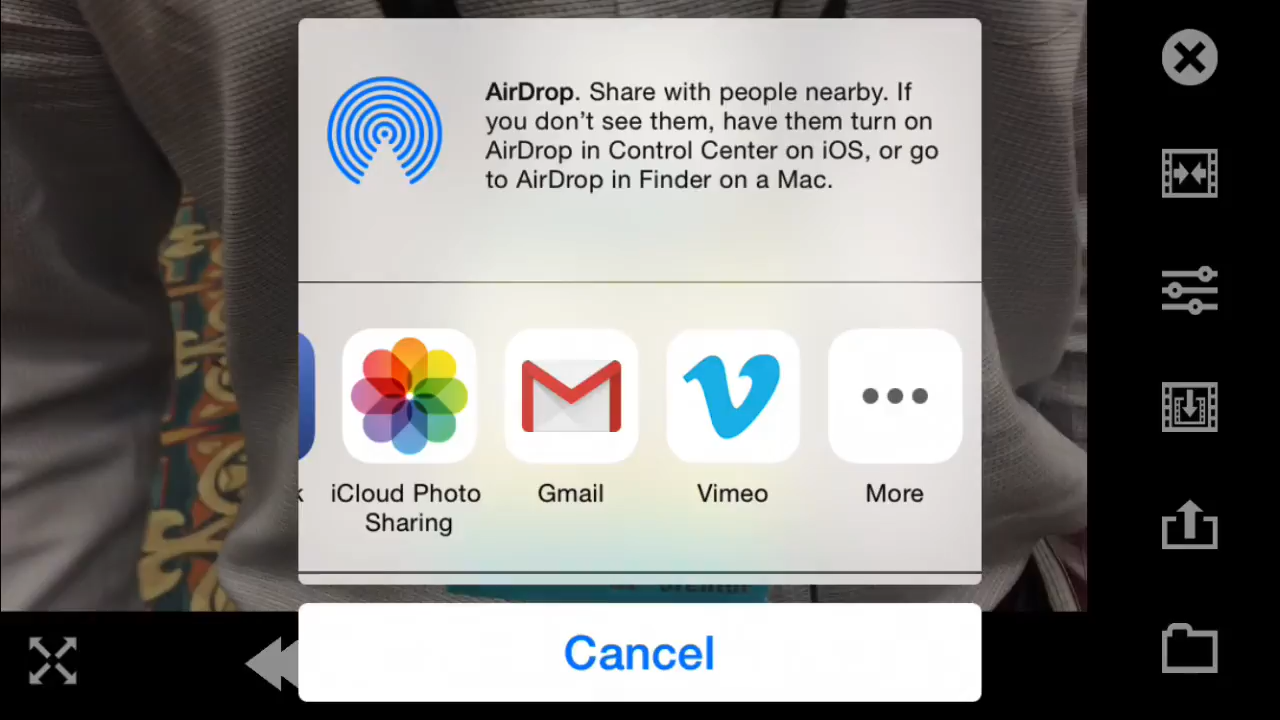 AirDrop. Share with people nearby. If
you don't see them, have them turn on
AirDrop in Control Center on iOS, or go
to AirDrop in Finder on a Mac.
k
iCloud Photo
Sharing
Gmail
Vimeo
More
Cancel